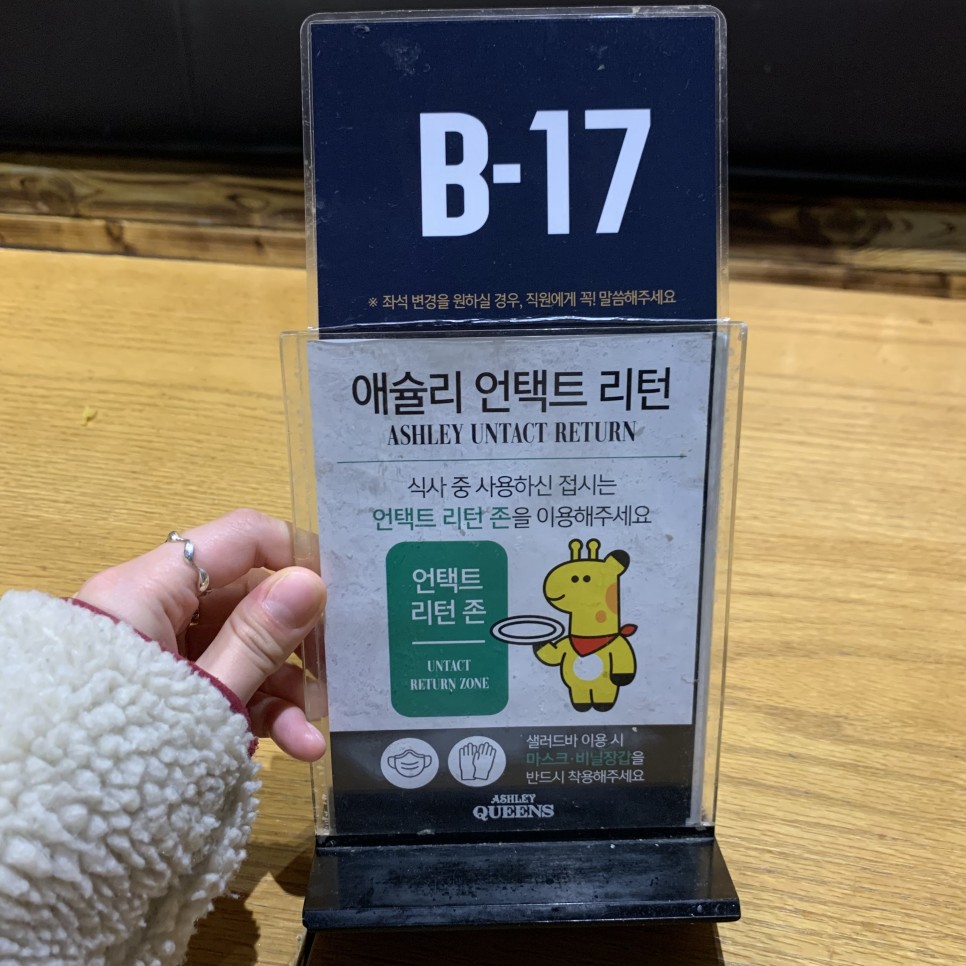 B-17
※ 좌석 변경을 원하실 경우, 직원에게 꼭! 말씀해주세요
애슐리 언택트 리턴
ASHLEY UNTACT RETURN
식사 중 사용하신 접시는
언택트 리턴 존을 이용해주세요
언택트
리턴 존
UNTACT
RETURN ZONE
샐러드바 이용 시
마스크·비닐장갑을
반드시 착용해주세요
ASHLEY
QUEENS